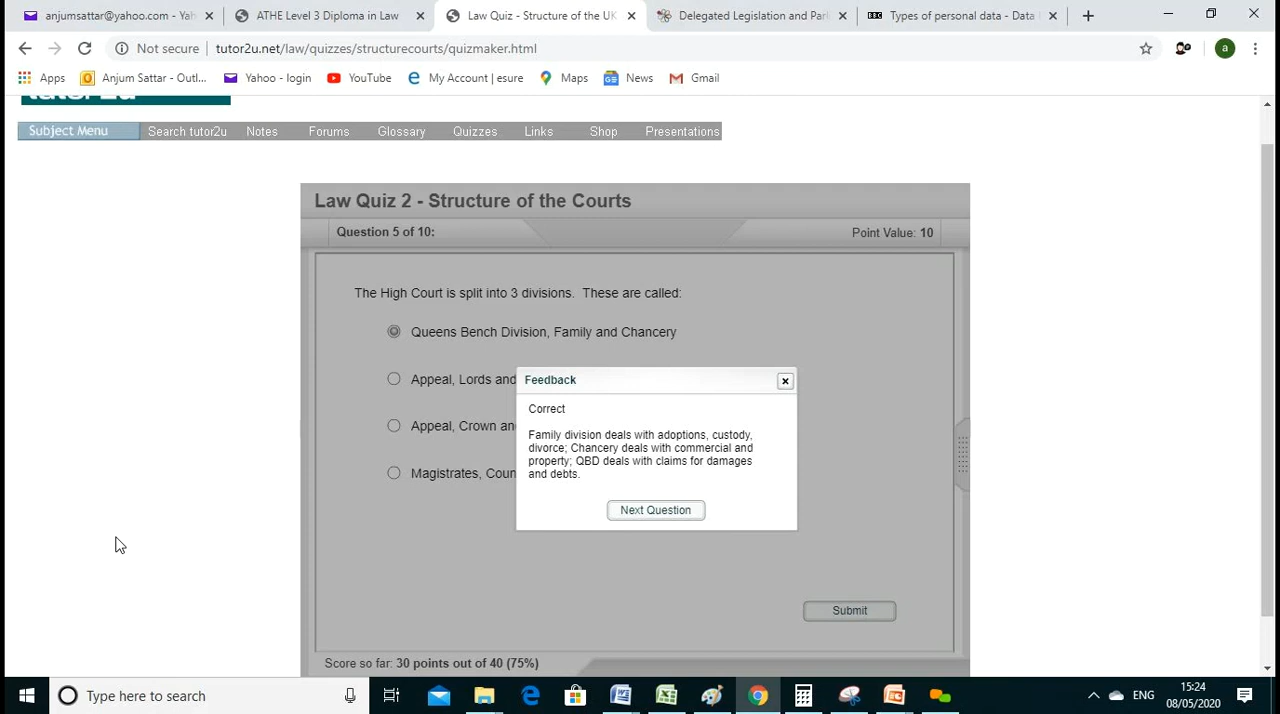 anjumsattar@yahoo.com - Yah
ATHE Level 3 Diploma in Law
Law Quiz - Structure of the UK
Delegated Legislation and Parl
Types of personal data - Data
Not secure tutor2u.net/law/quizzes/structurecourts/quizmaker.html
a
Apps Anjum Sattar - Outl... Yahoo - login YouTube My Account | esure Maps News Gmail
tutor2u
Subject Menu Search tutor2u Notes Forums Glossary Quizzes Links Shop Presentations
Law Quiz 2 - Structure of the Courts
Question 5 of 10: Point Value: 10
The High Court is split into 3 divisions. These are called:
Queens Bench Division, Family and Chancery
Appeal, Lords and
Appeal, Crown an
Magistrates, Coun
Feedback
Correct
Family division deals with adoptions, custody,
divorce; Chancery deals with commercial and
property; QBD deals with claims for damages
and debts.
Next Question
Submit
Score so far: 30 points out of 40 (75%)
Type here to search
ENG
15:24
08/05/2020